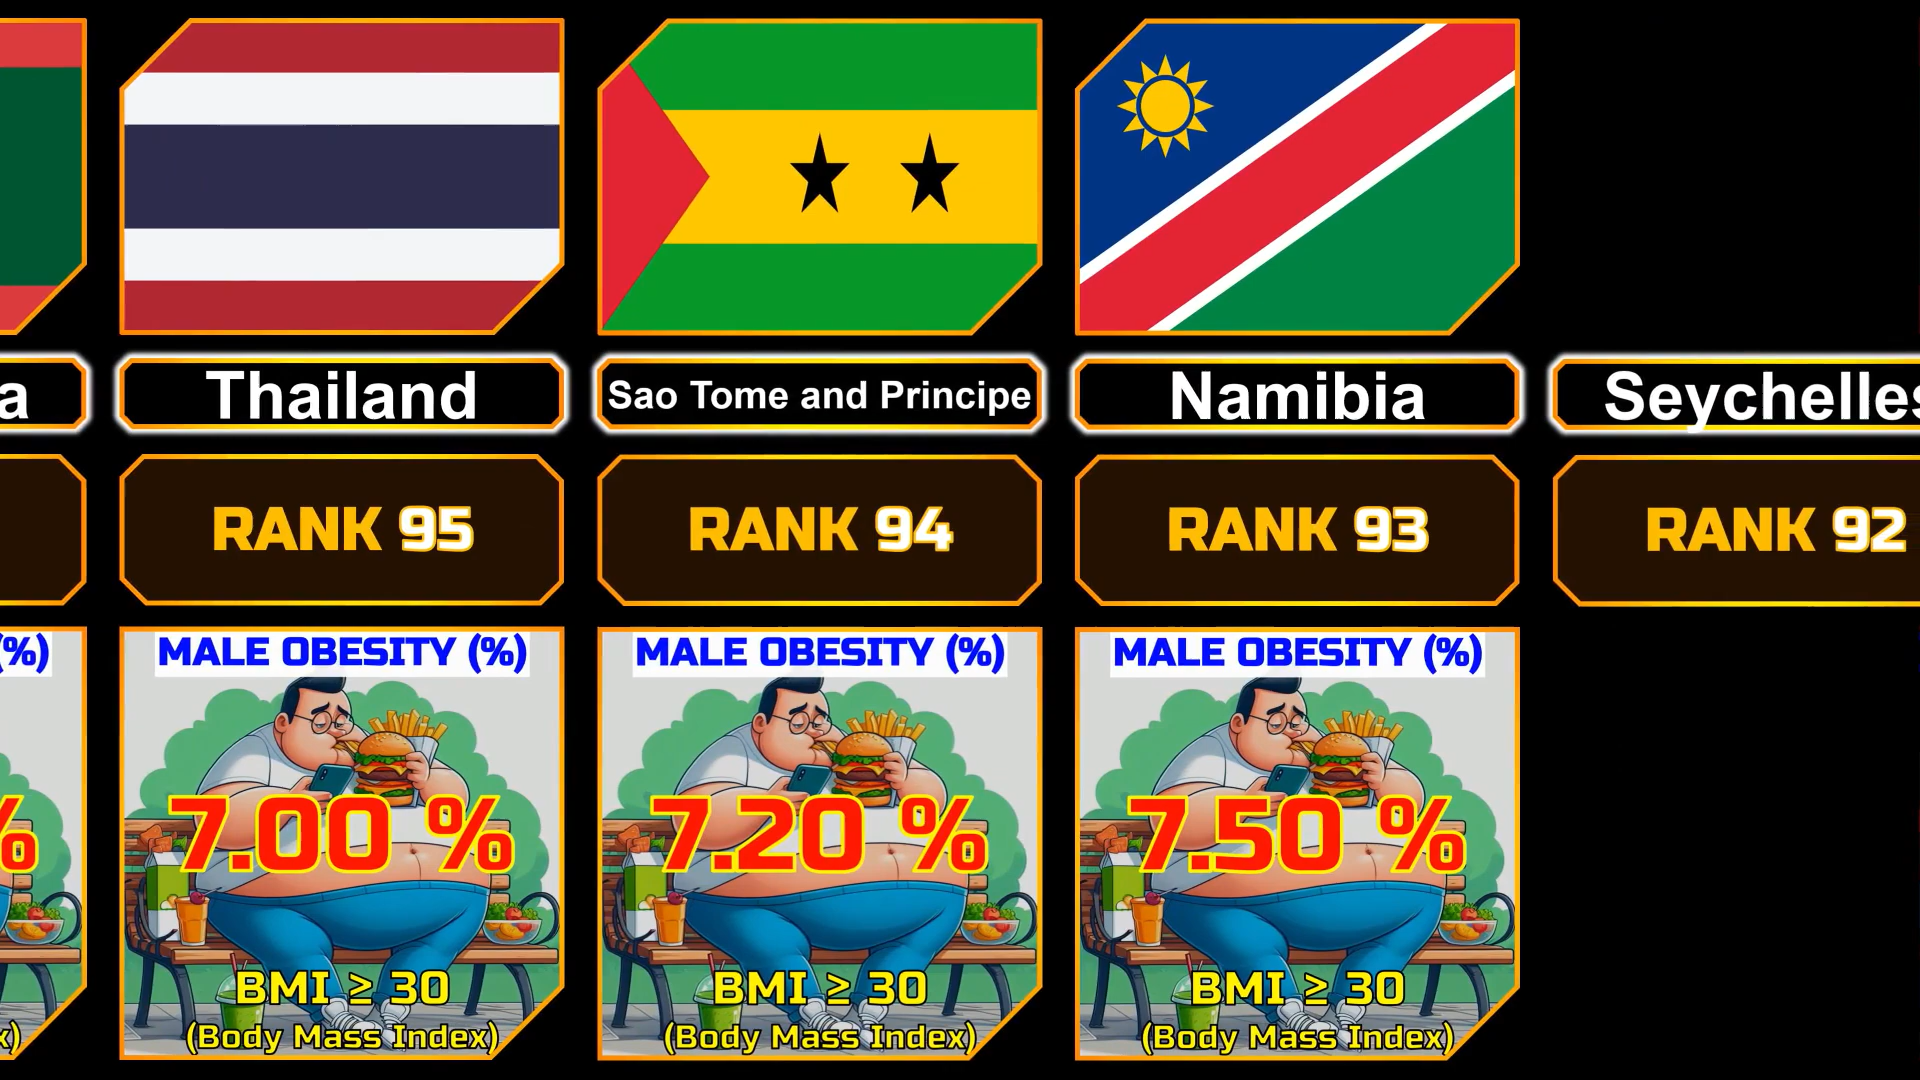 a
Thailand
Sao Tome and Principe
Namibia
Seychelles
RANK 95
RANK 94
RANK 93
RANK 92
(%)
MALE OBESITY (%)
MALE OBESITY (%)
MALE OBESITY (%)
%
7.00 %
7.20 %
7.50 %
BMI ≥ 30
BMI ≥ 30
BMI ≥ 30
x)
(Body Mass Index)
(Body Mass Index)
(Body Mass Index)